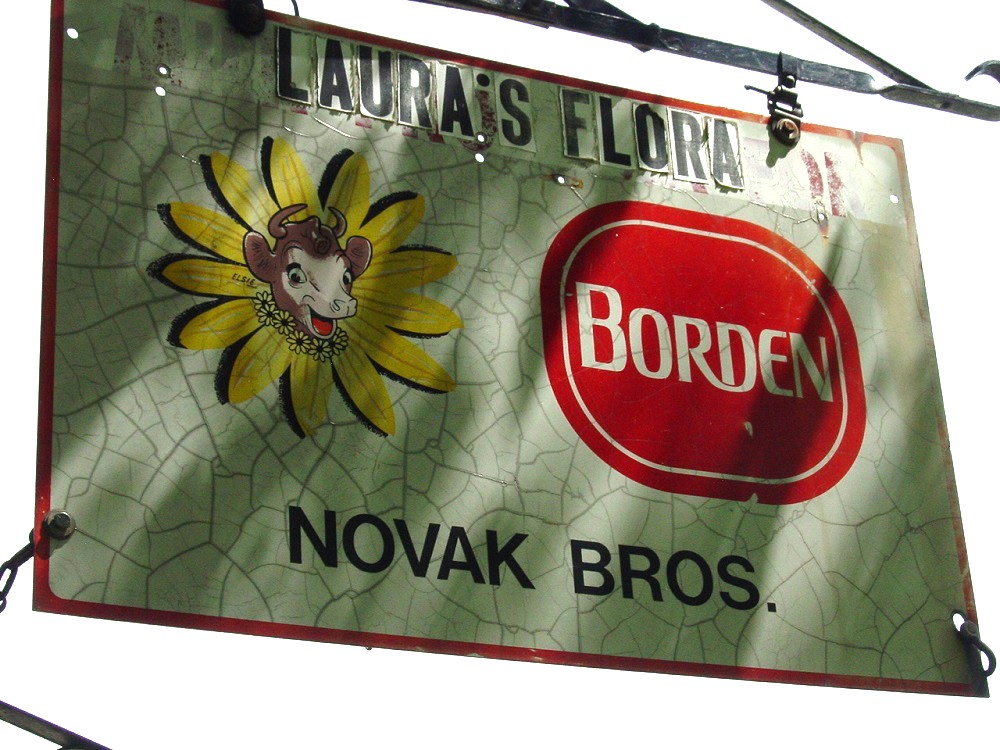 LAURA'S FLORA
ELSIE
BORDEN
NOVAK BROS.